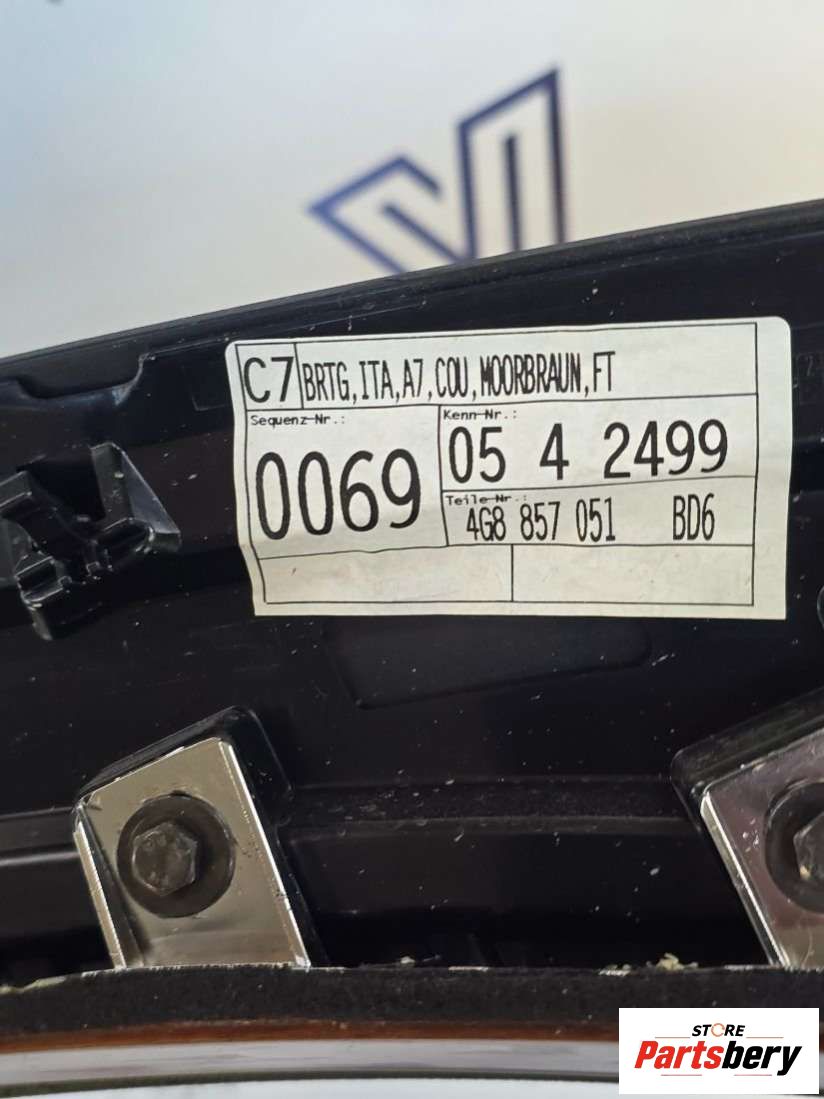 C7 BRTG,ITA,A7,COU,MOORBRAUN,FT
Sequenz-Nr.: Kenn-Nr.:
0069 05 4 2499
Teile-Nr.:
4G8 857 051 BD6
STORE
Partsbery